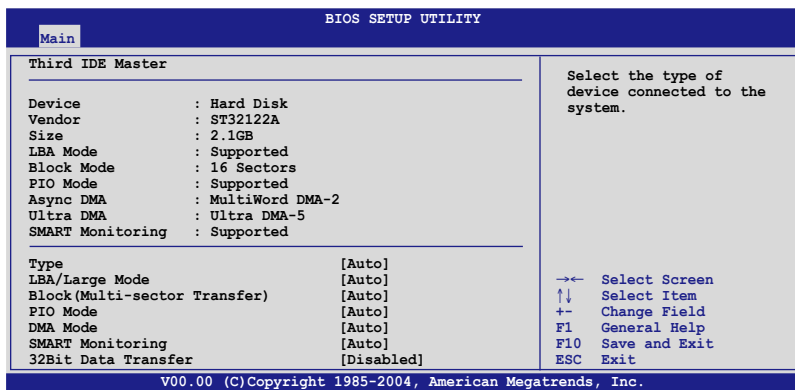 BIOS SETUP UTILITY
Main
Third IDE Master
Device : Hard Disk
Vendor : ST32122A
Size : 2.1GB
LBA Mode : Supported
Block Mode : 16 Sectors
PIO Mode : Supported
Async DMA : MultiWord DMA-2
Ultra DMA : Ultra DMA-5
SMART Monitoring : Supported
Type [Auto]
LBA/Large Mode [Auto]
Block(Multi-sector Transfer) [Auto]
PIO Mode [Auto]
DMA Mode [Auto]
SMART Monitoring [Auto]
32Bit Data Transfer [Disabled]
Select the type of
device connected to the
system.
→← Select Screen
↑↓ Select Item
+- Change Field
F1 General Help
F10 Save and Exit
ESC Exit
V00.00 (C)Copyright 1985-2004, American Megatrends, Inc.